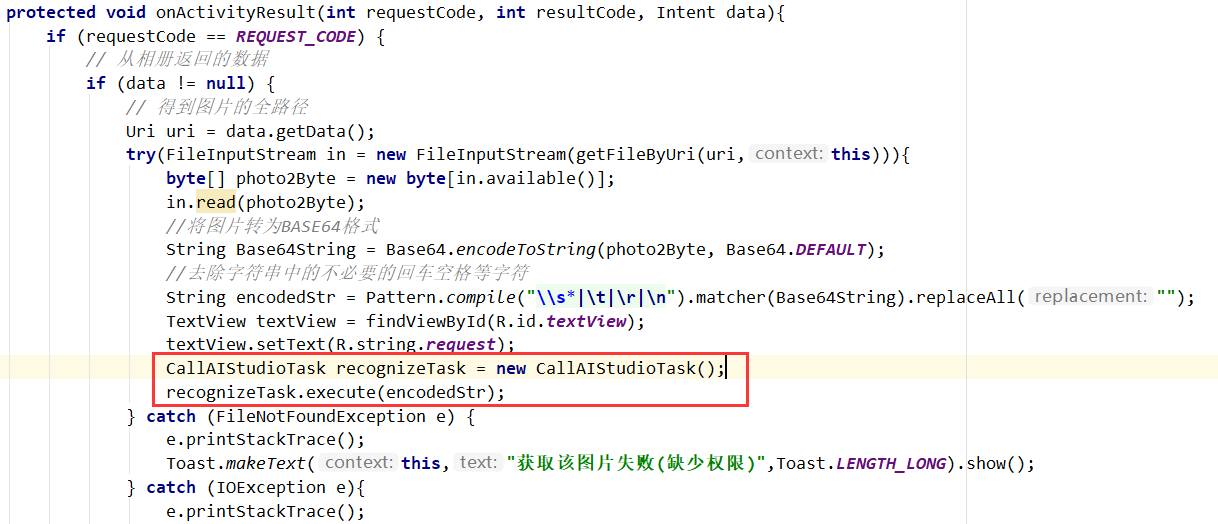 protected void onActivityResult(int requestCode, int resultCode, Intent data){
if (requestCode == REQUEST_CODE) {
// 从相册返回的数据
if (data != null) {
// 得到图片的全路径
Uri uri = data.getData();
try(FileInputStream in = new FileInputStream(getFileByUri(uri, context: this))){
byte[] photo2Byte = new byte[in.available()];
in.read(photo2Byte);
//将图片转为BASE64格式
String Base64String = Base64.encodeToString(photo2Byte, Base64.DEFAULT);
//去除字符串中的不必要的回车空格等字符
String encodedStr = Pattern.compile("\\s*|\t|\r|\n").matcher(Base64String).replaceAll( replacement: "");
TextView textView = findViewById(R.id.textView);
textView.setText(R.string.request);
CallAIStudioTask recognizeTask = new CallAIStudioTask();
recognizeTask.execute(encodedStr);
} catch (FileNotFoundException e) {
e.printStackTrace();
Toast.makeText( context: this, text: "获取该图片失败(缺少权限)",Toast.LENGTH_LONG).show();
} catch (IOException e){
e.printStackTrace();